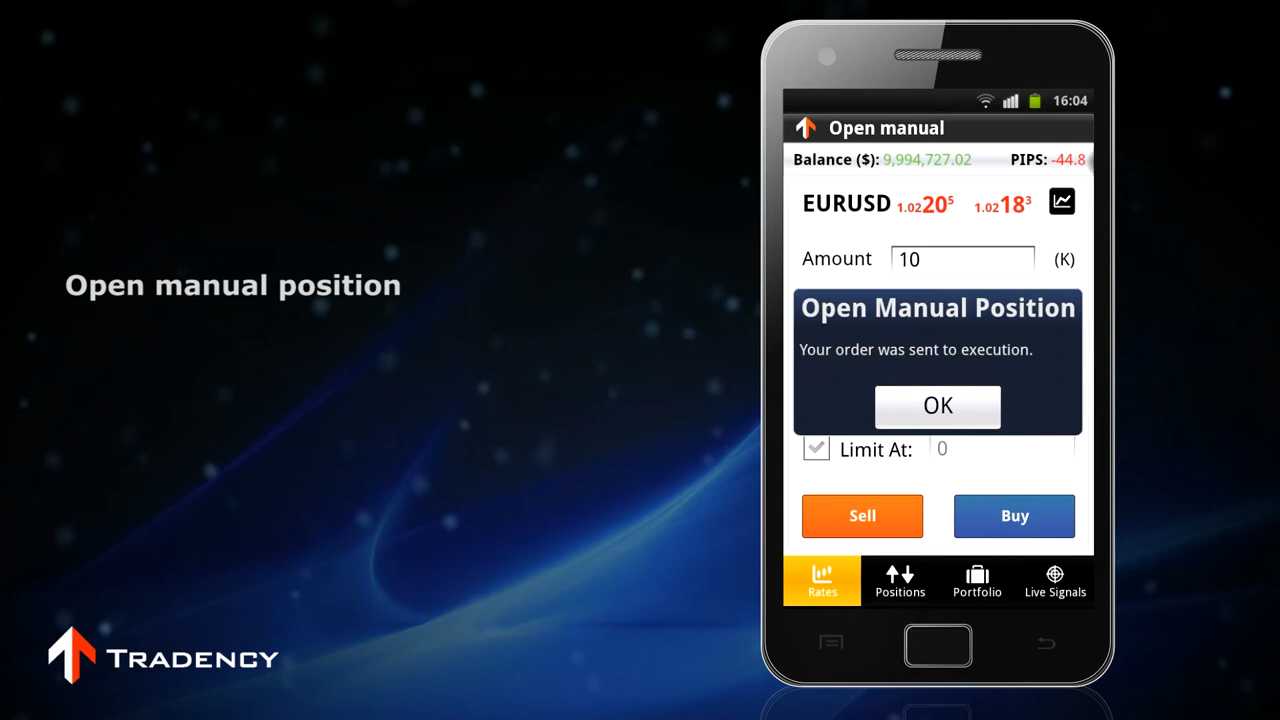 Open manual position
TRADENCY
16:04
Open manual
Balance ($): 9,994,727.02 PIPS: -44.8
EURUSD 1.02205 1.02183
Amount 10 (K)
Open Manual Position
Your order was sent to execution.
OK
Limit At: 0
Sell Buy
Rates Positions Portfolio Live Signals